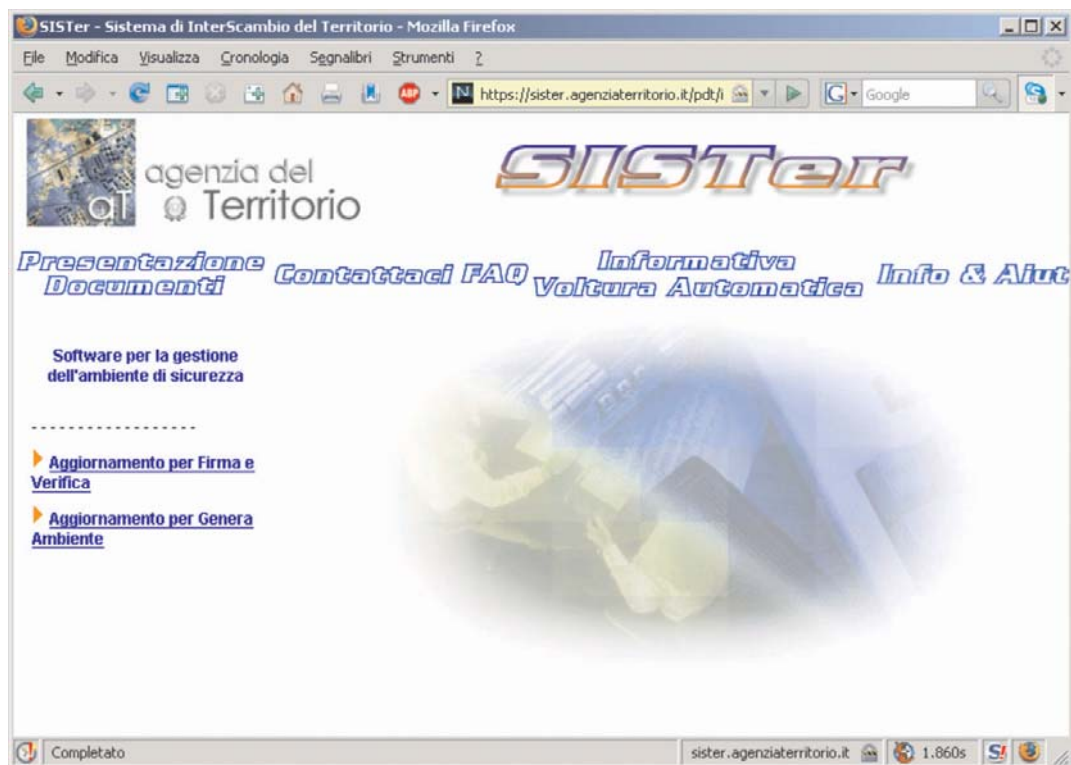 SISTer - Sistema di InterScambio del Territorio - Mozilla Firefox
File Modifica Visualizza Cronologia Segnalibri Strumenti ?
ABP N https://sister.agenziaterritorio.it/pdt/i G Google
aT
agenzia del
Territorio
SISTer
Presentazione
Documenti
Contattaci
FAQ
Informativa
Voltura Automatica
Info & Aiut
Software per la gestione
dell'ambiente di sicurezza
- - - - - - - - - - - - - - - - - -
Aggiornamento per Firma e
Verifica
Aggiornamento per Genera
Ambiente
Completato sister.agenziaterritorio.it 1.860s S!